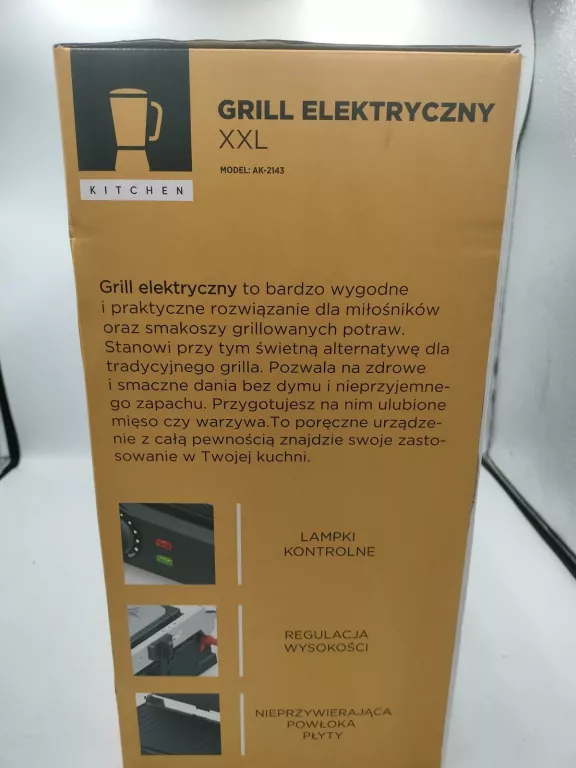 KITCHEN
GRILL ELEKTRYCZNY
XXL
MODEL: AK-2143
Grill elektryczny to bardzo wygodne
i praktyczne rozwiązanie dla miłośników
oraz smakoszy grillowanych potraw.
Stanowi przy tym świetną alternatywę dla
tradycyjnego grilla. Pozwala na zdrowe
i smaczne dania bez dymu i nieprzyjemne-
go zapachu. Przygotujesz na nim ulubione
mięso czy warzywa.To poręczne urządze-
nie z całą pewnością znajdzie swoje zasto-
sowanie w Twojej kuchni.
LAMPKI
KONTROLNE
REGULACJA
WYSOKOŚCI
NIEPRZYWIERAJĄCA
POWŁOKA
PŁYTY